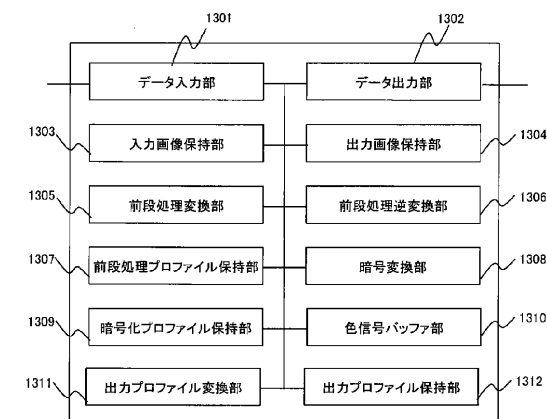 1301
1302
データ入力部
データ出力部
1303
入力画像保持部
出力画像保持部
1304
1305
前段処理変換部
前段処理逆変換部
1306
1307
前段処理プロファイル保持部
暗号変換部
1308
1309
暗号化プロファイル保持部
色信号バッファ部
1310
1311
出力プロファイル変換部
出力プロファイル保持部
1312